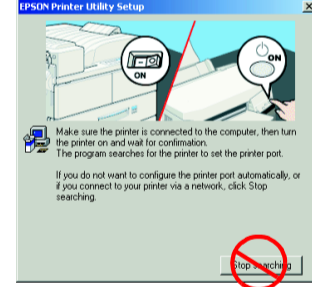 EPSON Printer Utility Setup
ON
ON
Make sure the printer is connected to the computer, then turn
the printer on and wait for confirmation.
The program searches for the printer to set the printer port.
If you do not want to configure the printer port automatically, or
if you connect to your printer via a network, click Stop
searching.
Stop searching